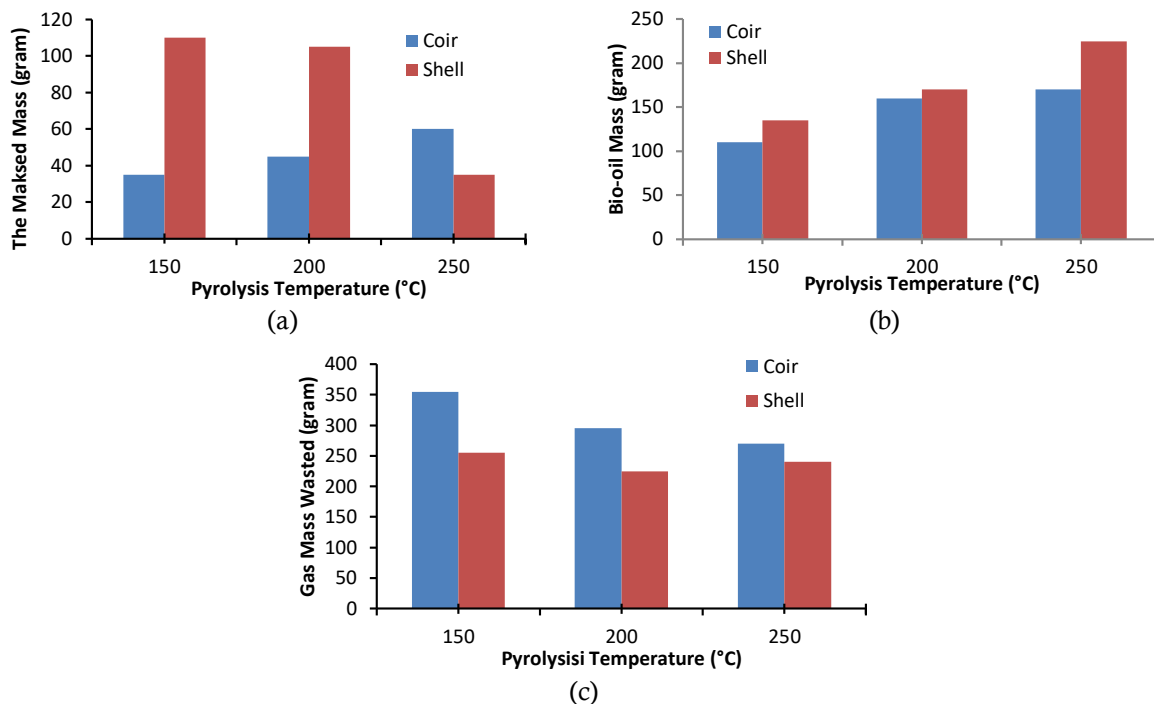 The Maksed Mass (gram)
120
100
80
60
40
20
0
Coir
Shell
150 200 250
Pyrolysis Temperature (°C)
(a)
Bio-oil Mass (gram)
250
200
150
100
50
0
Coir
Shell
150 200 250
Pyrolysis Temperature (°C)
(b)
Gas Mass Wasted (gram)
400
350
300
250
200
150
100
50
0
Coir
Shell
150 200 250
Pyrolysisi Temperature (°C)
(c)